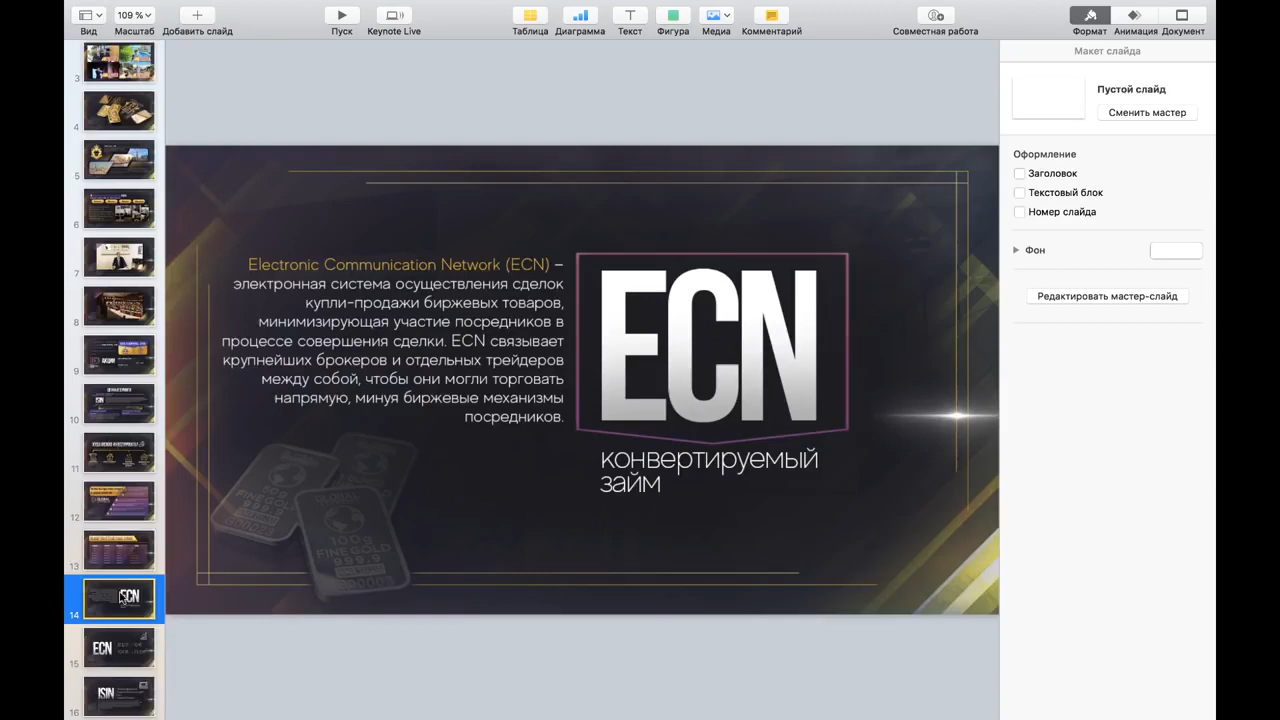 109 %
Вид
Масштаб
Добавить слайд
Пуск
Keynote Live
Таблица
Диаграмма
Текст
Фигура
Медиа
Комментарий
Совместная работа
Формат
Анимация
Документ
Макет слайда
Пустой слайд
Сменить мастер
Оформление
Заголовок
Текстовый блок
Номер слайда
Фон
Редактировать мастер-слайд
3
4
5
6
7
8
9
10
11
12
13
14
15
16
ECN
ECN
ISIN
Electronic Communication Network (ECN) –
электронная система осуществления сделок
купли-продажи биржевых товаров,
минимизирующая участие посредников в
процессе совершения сделки. ECN связывает
крупнейших брокеров и отдельных трейдеров
между собой, чтобы они могли торговать
напрямую, минуя биржевые механизмы
посредников.
ECN
конвертируемый
займ
100g
FINE GOLD
999.9